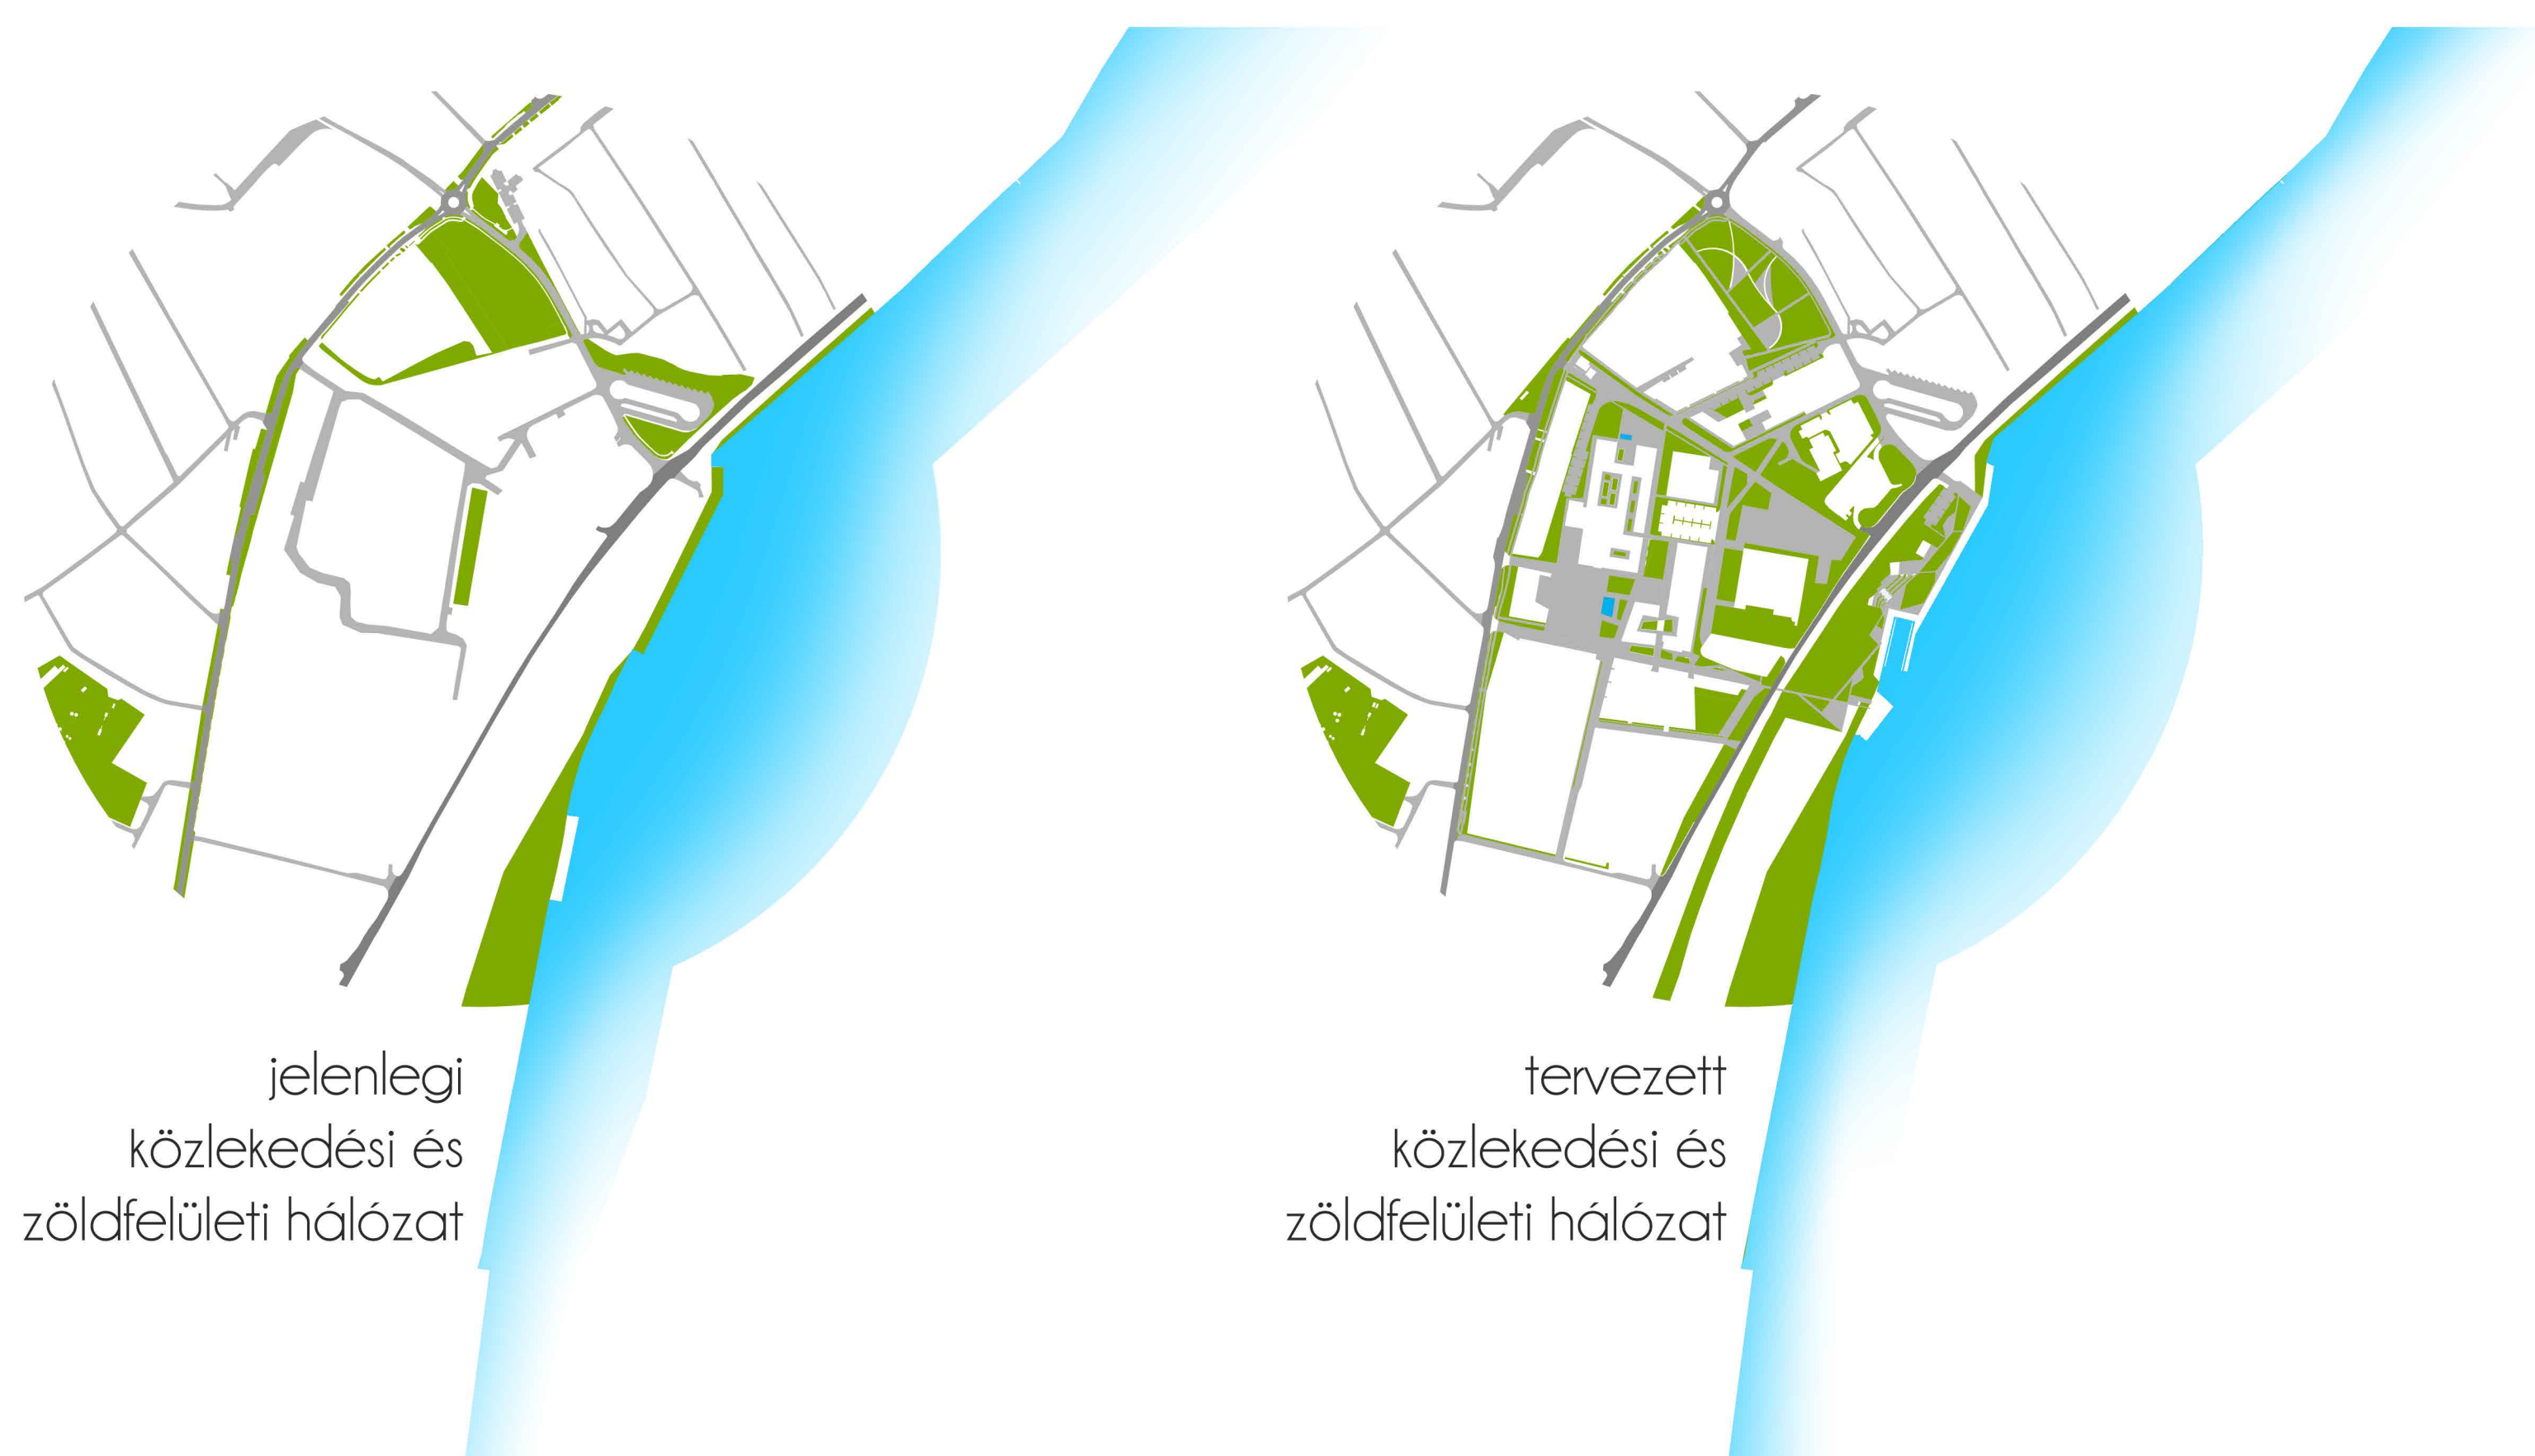 jelenlegi
közlekedési és
zöldfelületi hálózat
tervezett
közlekedési és
zöldfelületi hálózat